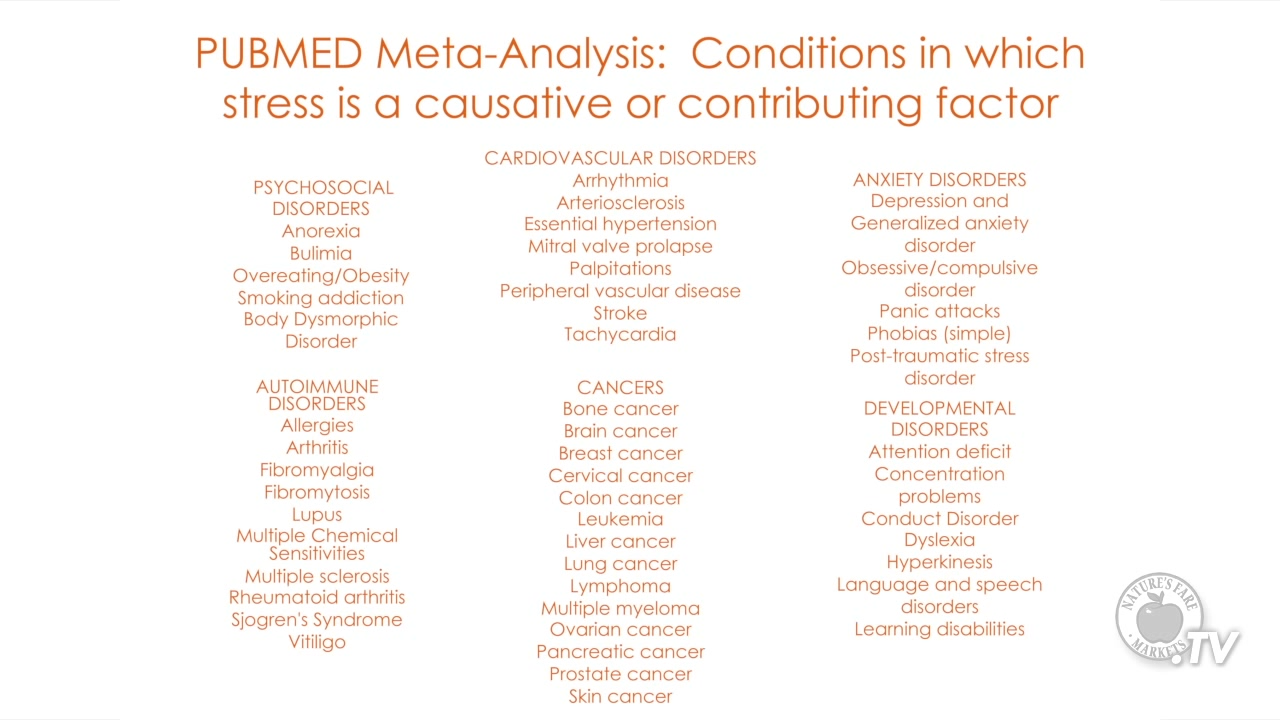 PUBMED Meta-Analysis:  Conditions in which
stress is a causative or contributing factor
PSYCHOSOCIAL
DISORDERS
Anorexia
Bulimia
Overeating/Obesity
Smoking addiction
Body Dysmorphic
Disorder
AUTOIMMUNE
DISORDERS
Allergies
Arthritis
Fibromyalgia
Fibromytosis
Lupus
Multiple Chemical
Sensitivities
Multiple sclerosis
Rheumatoid arthritis
Sjogren's Syndrome
Vitiligo
CARDIOVASCULAR DISORDERS
Arrhythmia
Arteriosclerosis
Essential hypertension
Mitral valve prolapse
Palpitations
Peripheral vascular disease
Stroke
Tachycardia
CANCERS
Bone cancer
Brain cancer
Breast cancer
Cervical cancer
Colon cancer
Leukemia
Liver cancer
Lung cancer
Lymphoma
Multiple myeloma
Ovarian cancer
Pancreatic cancer
Prostate cancer
Skin cancer
ANXIETY DISORDERS
Depression and
Generalized anxiety
disorder
Obsessive/compulsive
disorder
Panic attacks
Phobias (simple)
Post-traumatic stress
disorder
DEVELOPMENTAL
DISORDERS
Attention deficit
Concentration
problems
Conduct Disorder
Dyslexia
Hyperkinesis
Language and speech
disorders
Learning disabilities
NATURE'S FARE
• MARKETS •
.TV